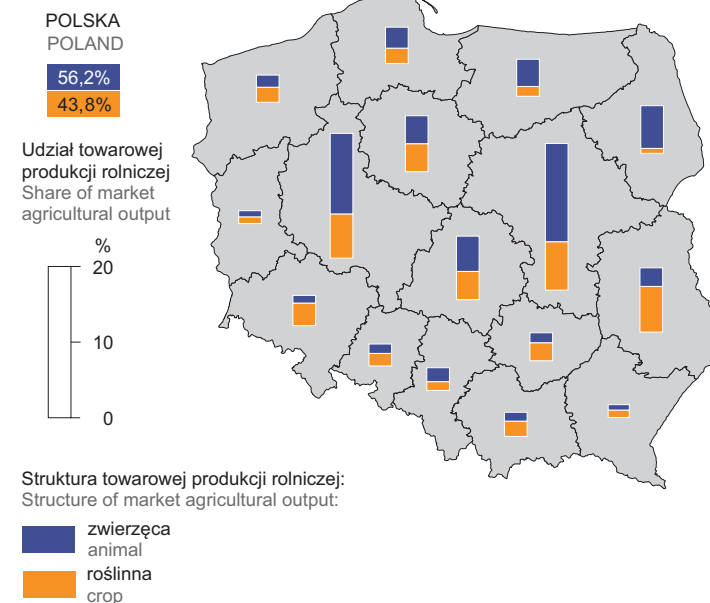 POLSKA
POLAND
56,2%
43,8%
Udział towarowej
produkcji rolniczej
Share of market
agricultural output
%
20
10
0
Struktura towarowej produkcji rolniczej:
Structure of market agricultural output:
zwierzęca
animal
roślinna
crop